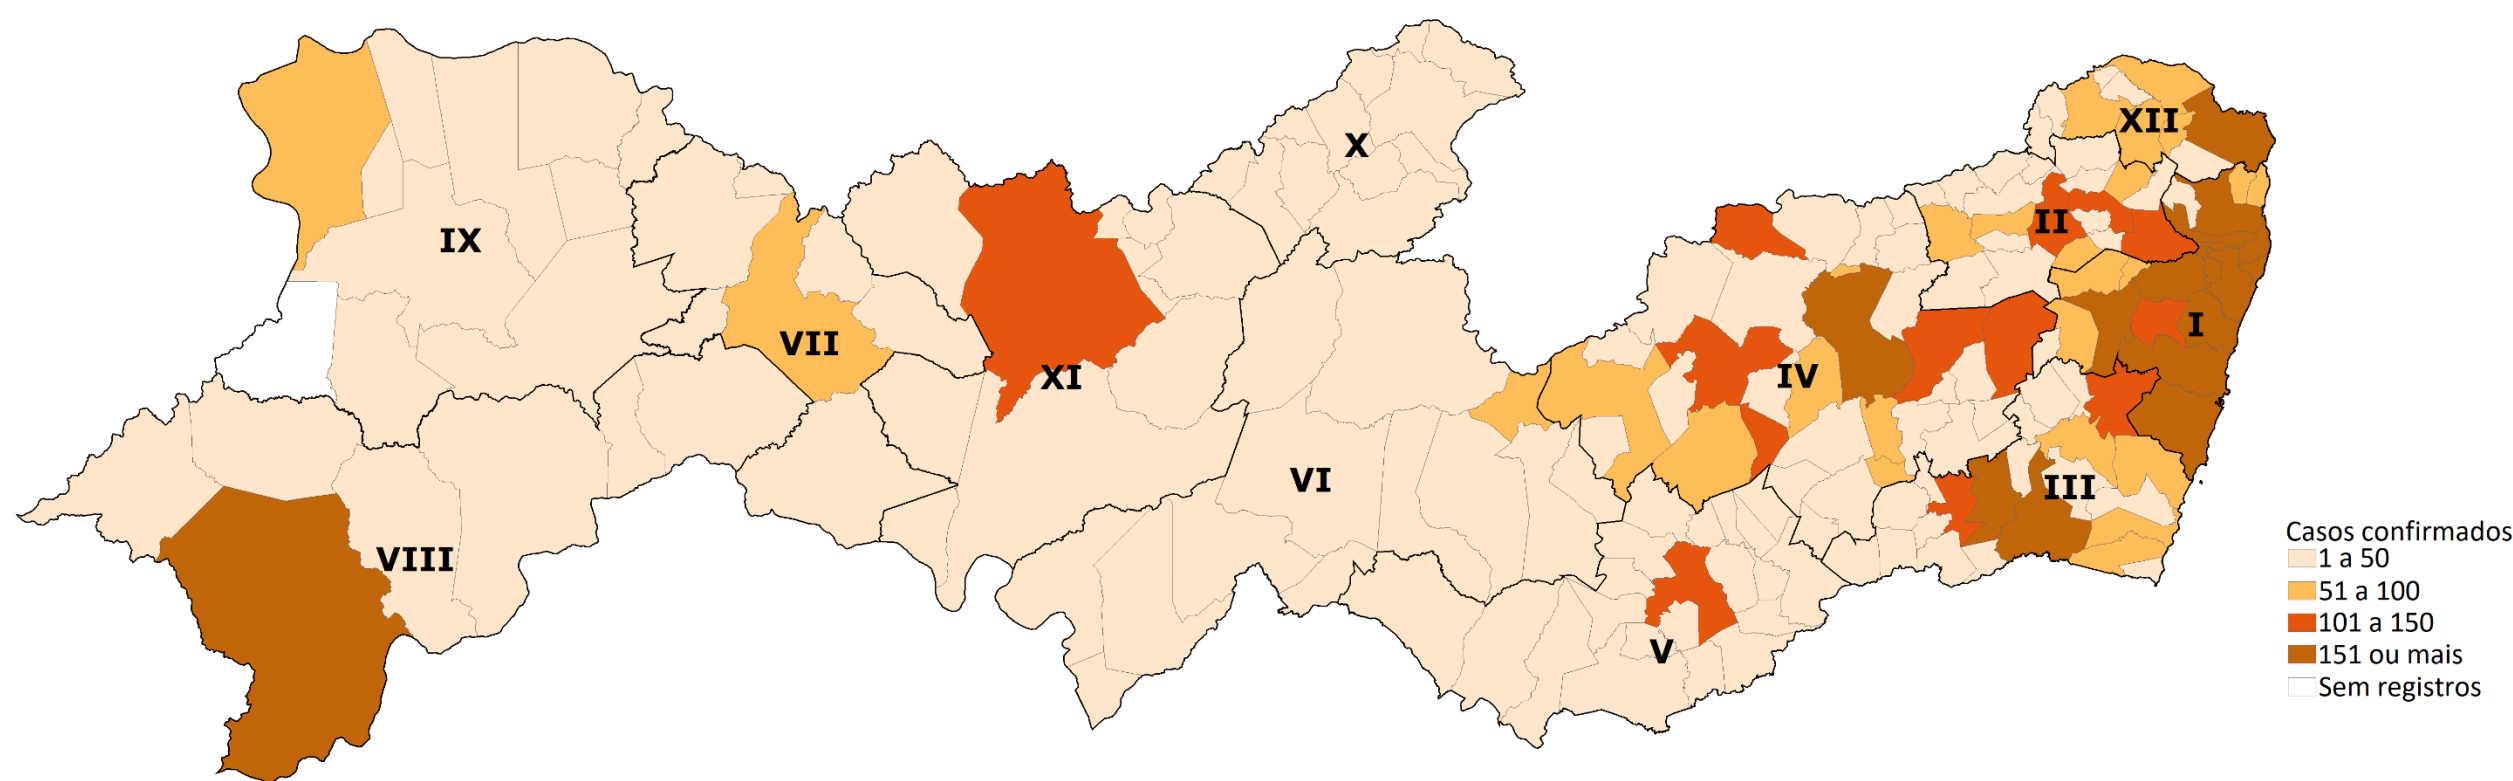 XII
X
II
IX
I
VII
XI
IV
VI
III
VIII
V
Casos confirmados
1 a 50
51 a 100
101 a 150
151 ou mais
Sem registros